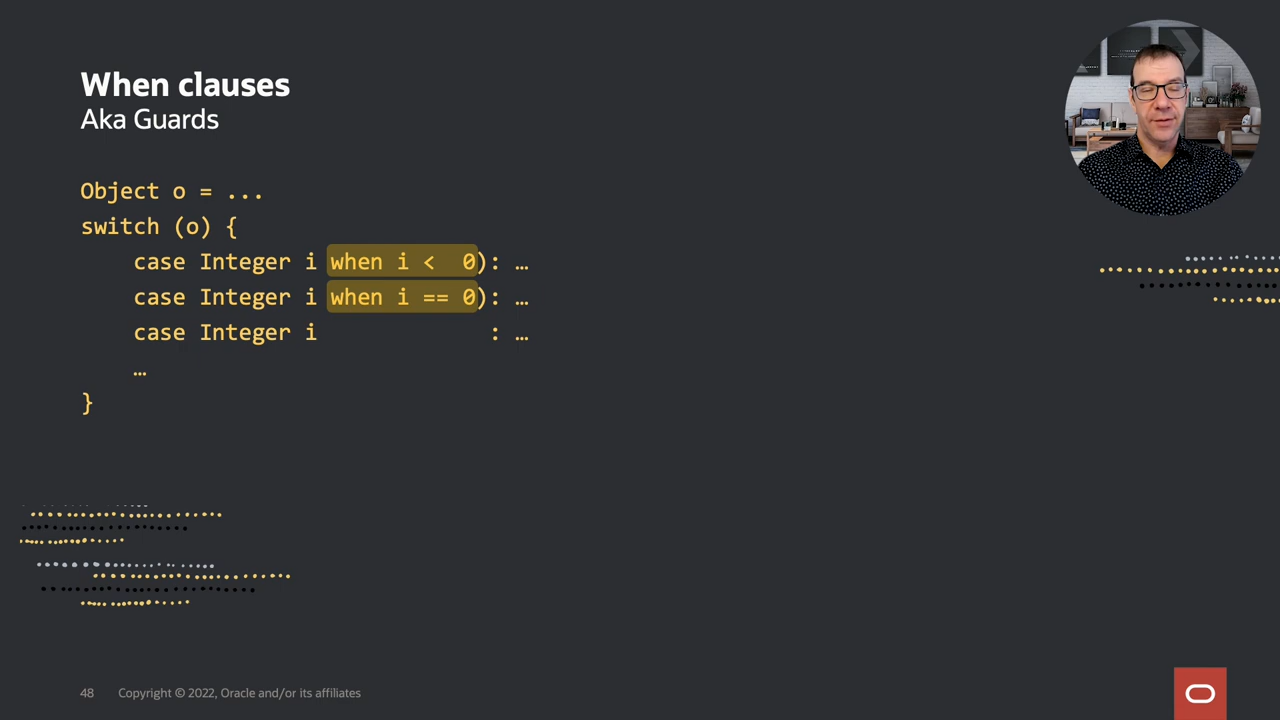 When clauses
Aka Guards
Object o = ...
switch (o) {
    case Integer i when i <  0): …
    case Integer i when i == 0): …
    case Integer i             : …
    …
}
48 Copyright © 2022, Oracle and/or its affiliates